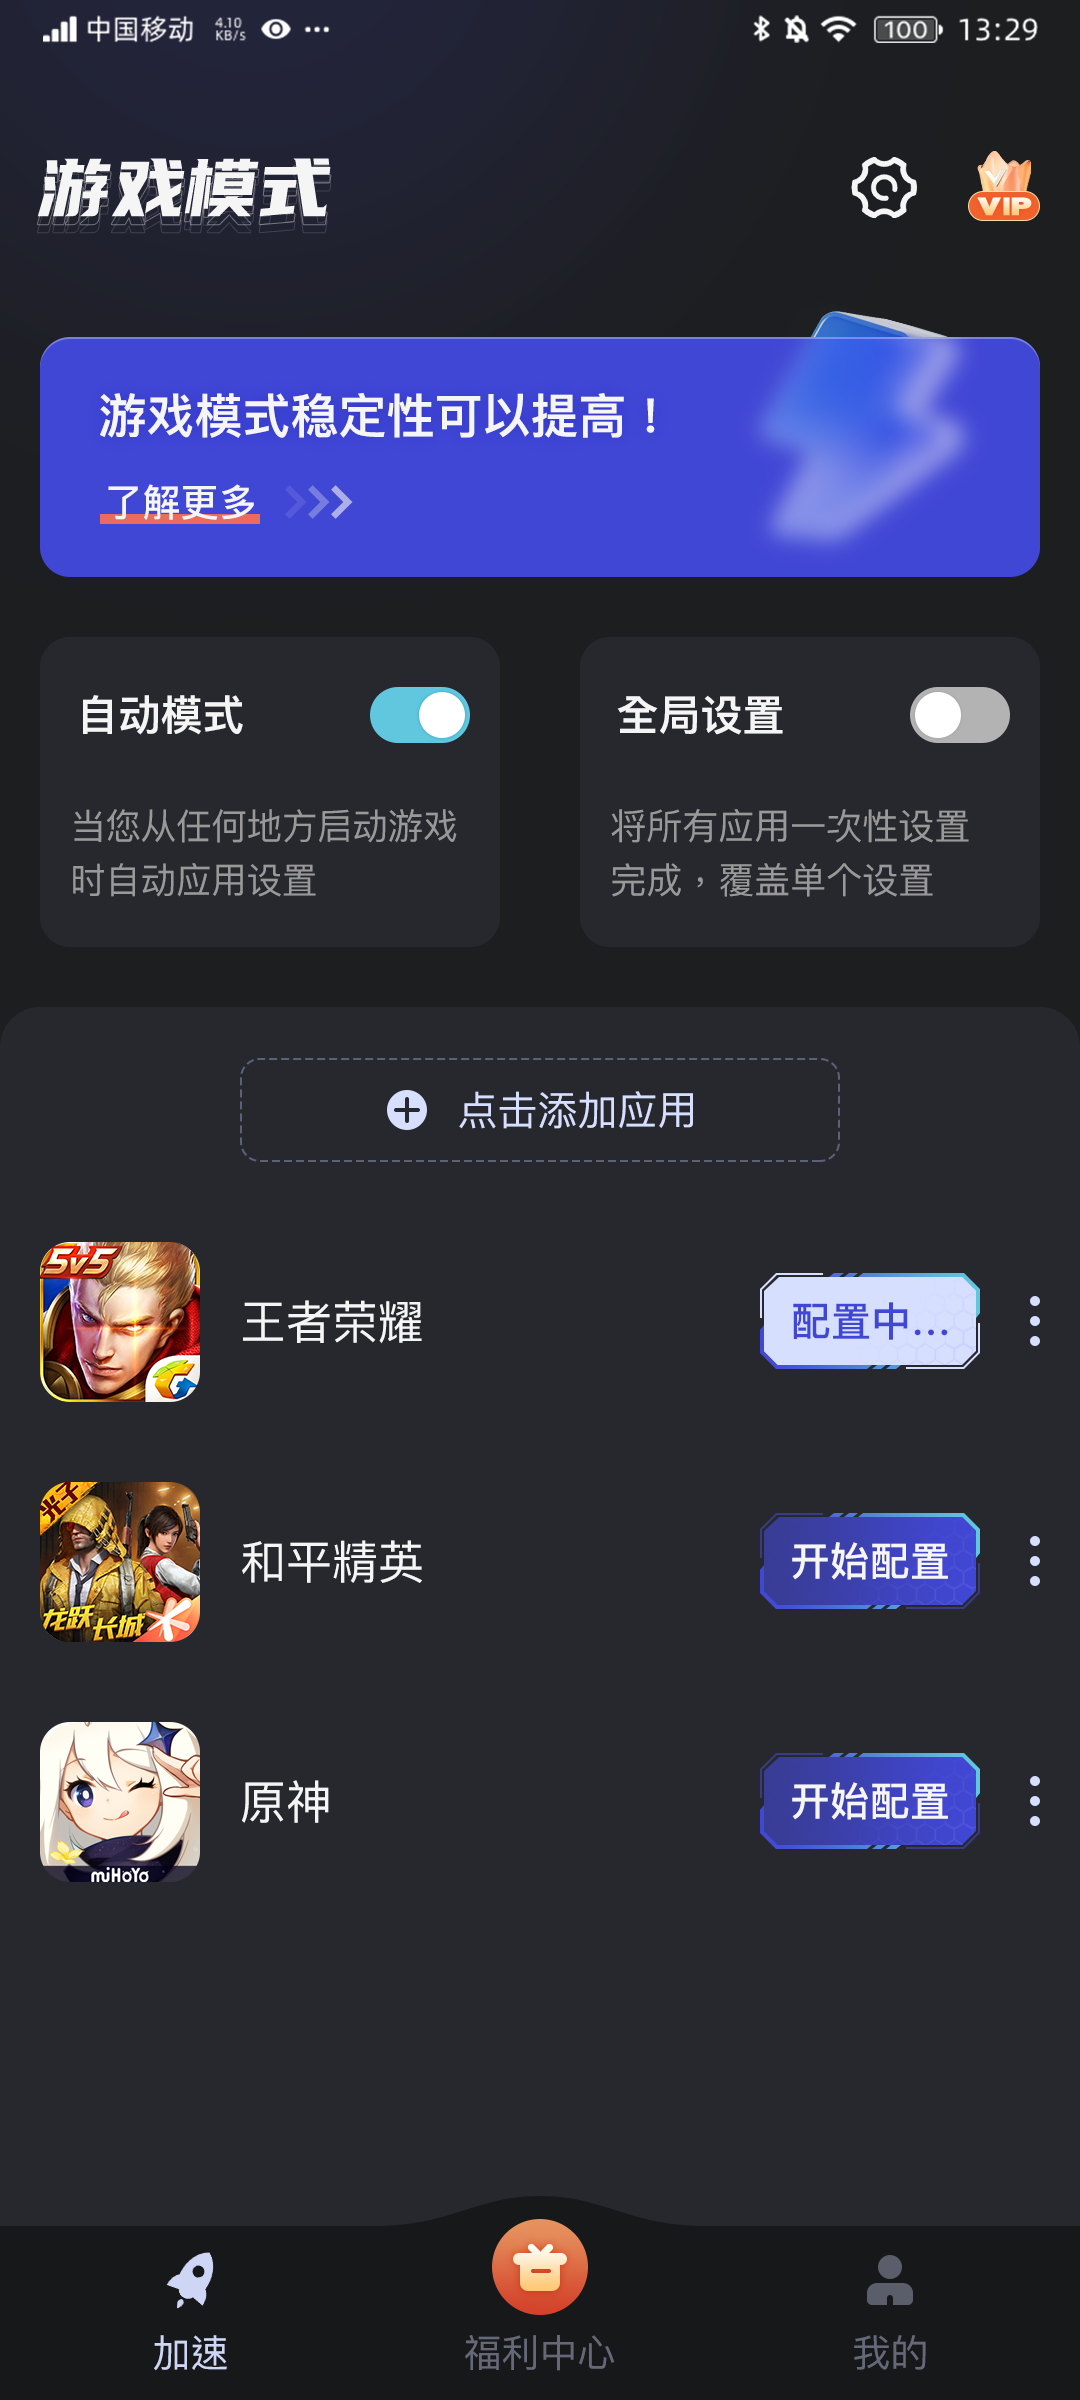 中国移动 4.10 KB/s 100 13:29
游戏模式
VIP
游戏模式稳定性可以提高！
了解更多
自动模式
当您从任何地方启动游戏
时自动应用设置
全局设置
将所有应用一次性设置
完成，覆盖单个设置
点击添加应用
5v5
王者荣耀
配置中...
光子
龙跃长城
和平精英
开始配置
miHoYo
原神
开始配置
加速
福利中心
我的